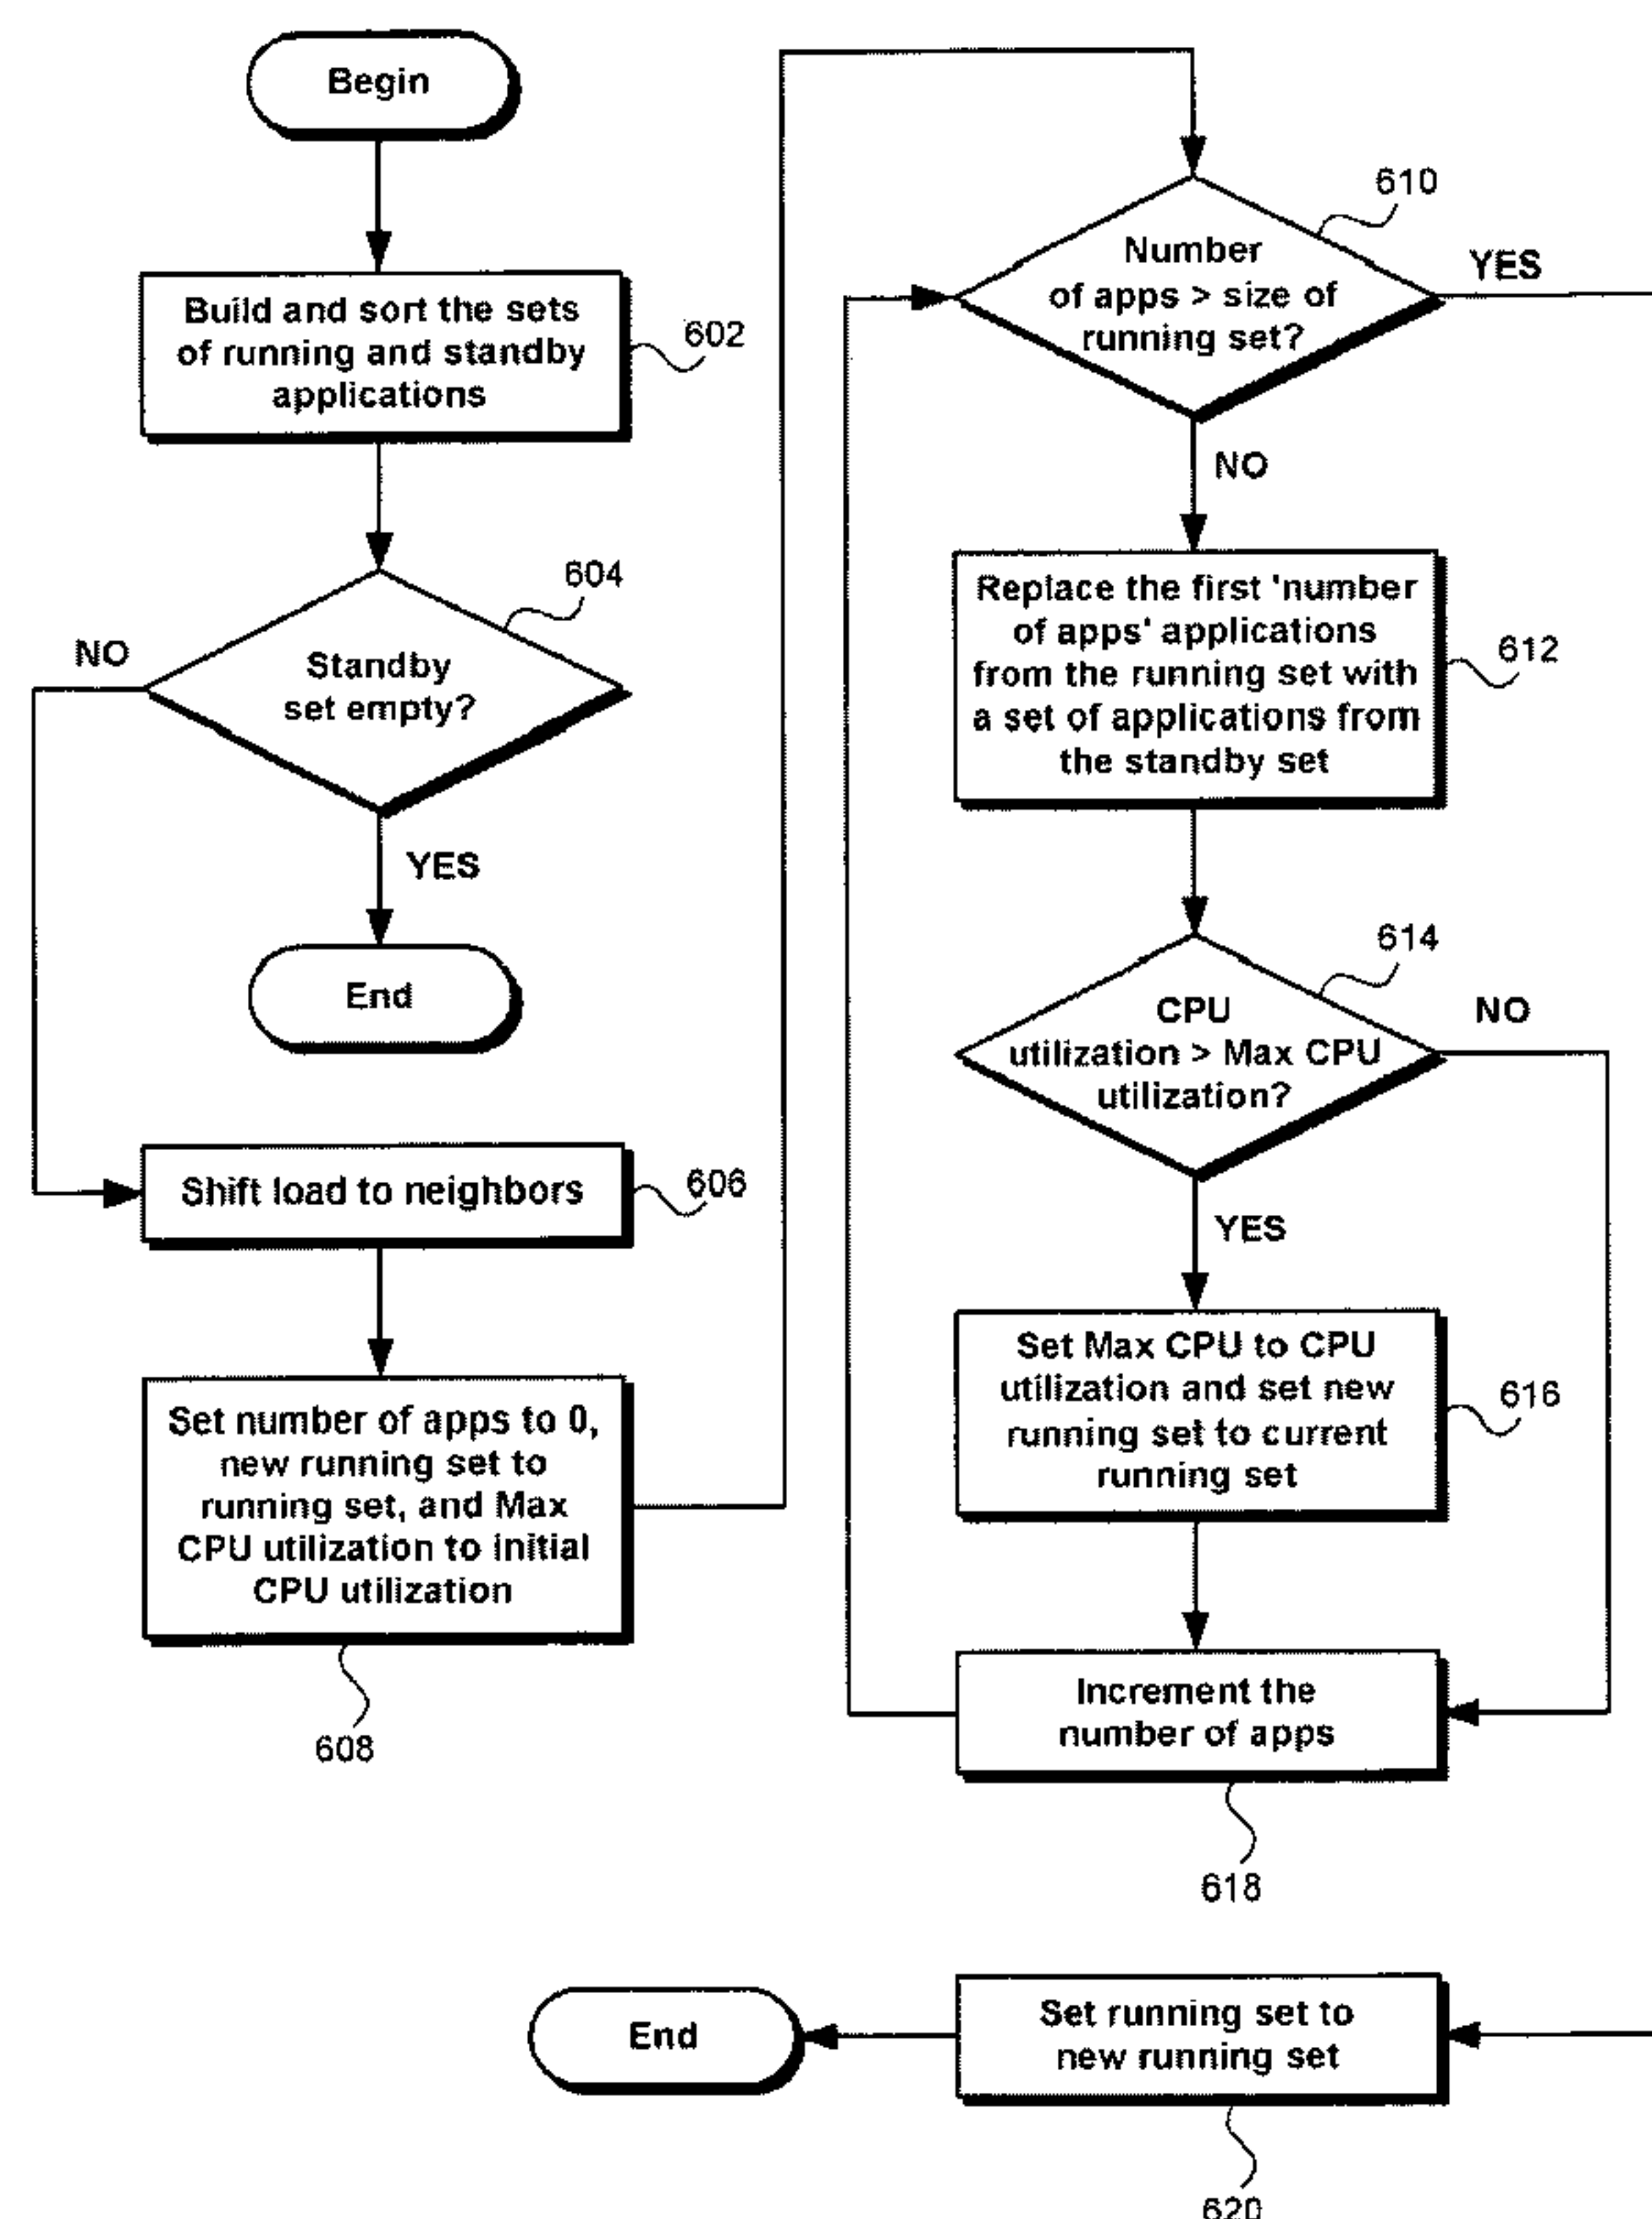 Begin
Build and sort the sets
of running and standby
applications
602
604
NO
Standby
set empty?
YES
End
Shift load to neighbors
606
Set number of apps to 0,
new running set to
running set, and Max
CPU utilization to initial
CPU utilization
608
610
Number
of apps > size of
running set?
YES
NO
Replace the first 'number
of apps' applications
from the running set with
a set of applications from
the standby set
612
614
CPU
utilization > Max CPU
utilization?
NO
YES
Set Max CPU to CPU
utilization and set new
running set to current
running set
616
Increment the
number of apps
618
Set running set to
new running set
End
620